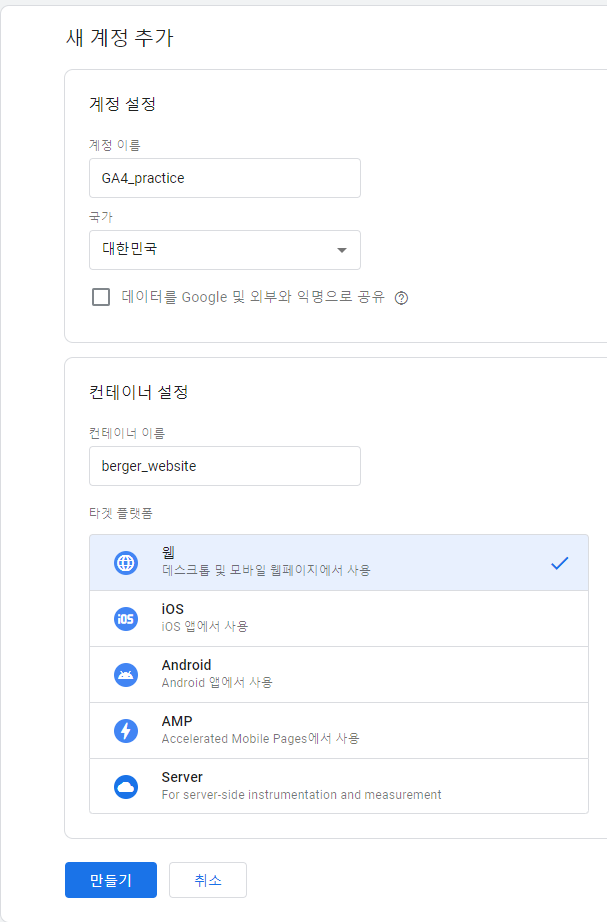 새 계정 추가
계정 설정
계정 이름
GA4_practice
국가
대한민국
데이터를 Google 및 외부와 익명으로 공유 ?
컨테이너 설정
컨테이너 이름
berger_website
타겟 플랫폼
웹
데스크톱 및 모바일 웹페이지에서 사용
iOS
iOS
iOS 앱에서 사용
Android
Android 앱에서 사용
AMP
Accelerated Mobile Pages에서 사용
Server
For server-side instrumentation and measurement
만들기 취소